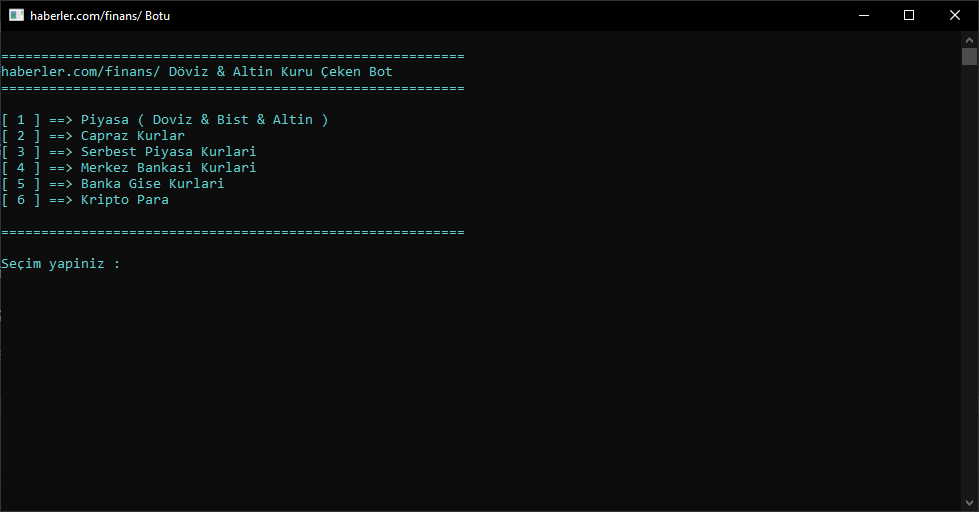 haberler.com/finans/ Botu
==========================================================
haberler.com/finans/ Döviz & Altin Kuru Çeken Bot
==========================================================
[ 1 ] ==> Piyasa ( Doviz & Bist & Altin )
[ 2 ] ==> Capraz Kurlar
[ 3 ] ==> Serbest Piyasa Kurlari
[ 4 ] ==> Merkez Bankasi Kurlari
[ 5 ] ==> Banka Gise Kurlari
[ 6 ] ==> Kripto Para
==========================================================
Seçim yapiniz :